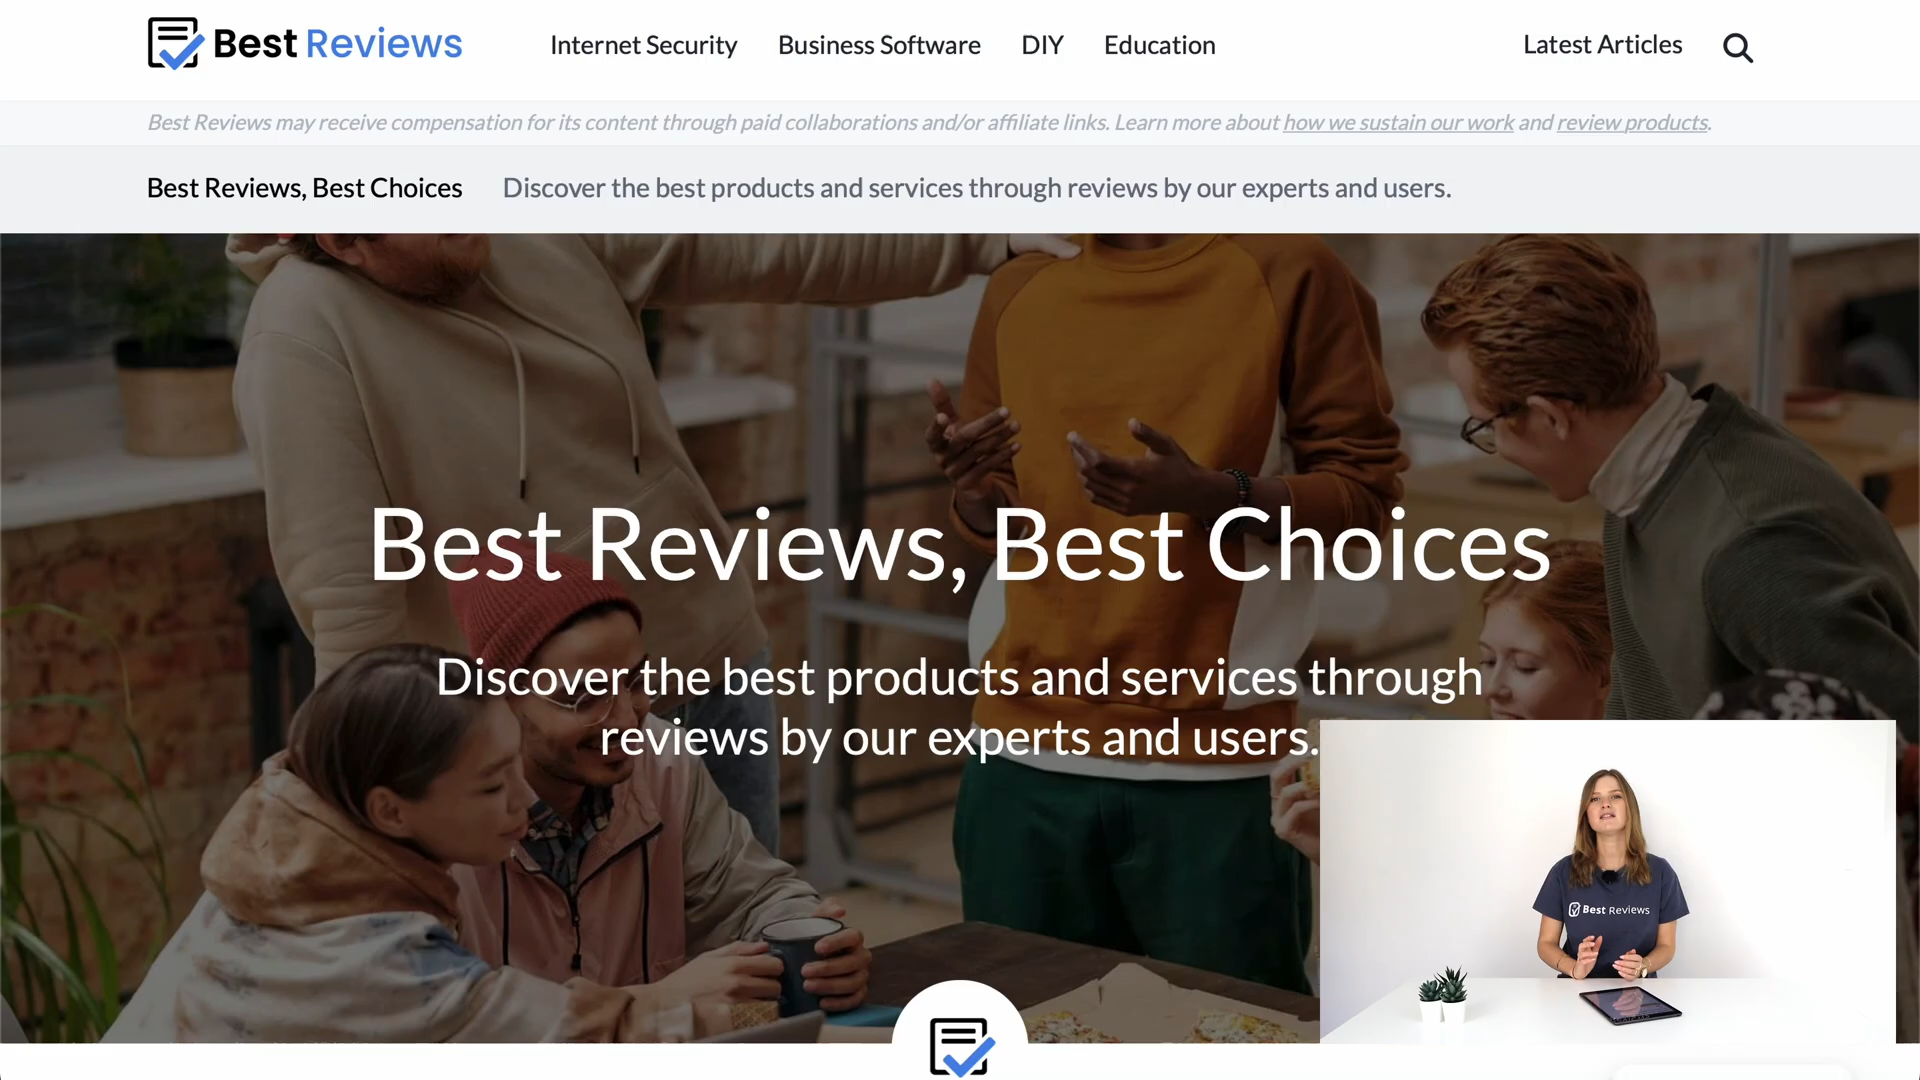 Best Reviews
Internet Security
Business Software
DIY
Education
Latest Articles
Best Reviews may receive compensation for its content through paid collaborations and/or affiliate links. Learn more about how we sustain our work and review products.
Best Reviews, Best Choices
Discover the best products and services through reviews by our experts and users.
Best Reviews, Best Choices
Discover the best products and services through
reviews by our experts and users.
Best Reviews